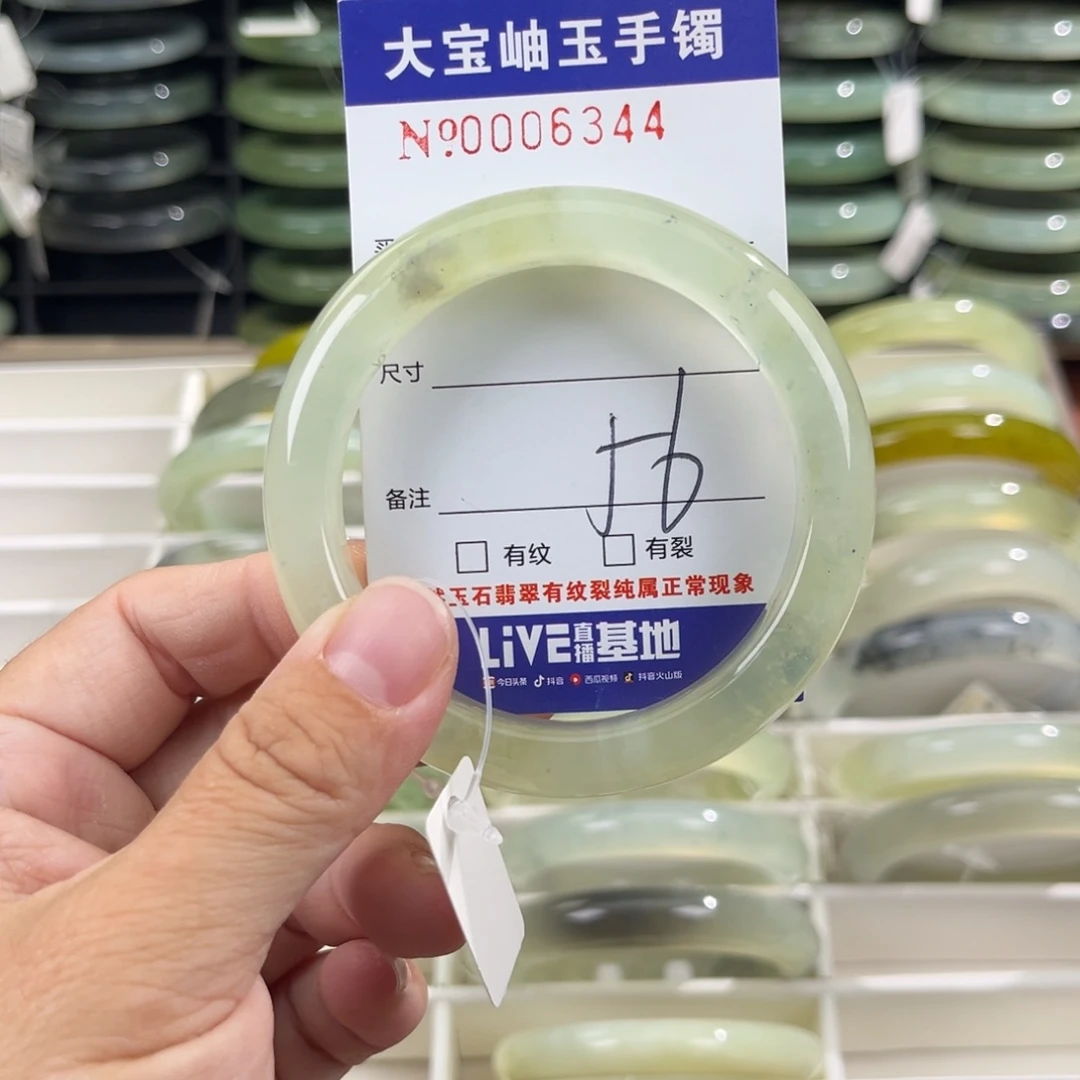 大宝岫玉手镯
Nº0006344
尺寸
56
备注
有纹 有裂
玉石翡翠有纹裂纯属正常现象
LiVE直播基地
今日头条 抖音 西瓜视频 抖音火山版